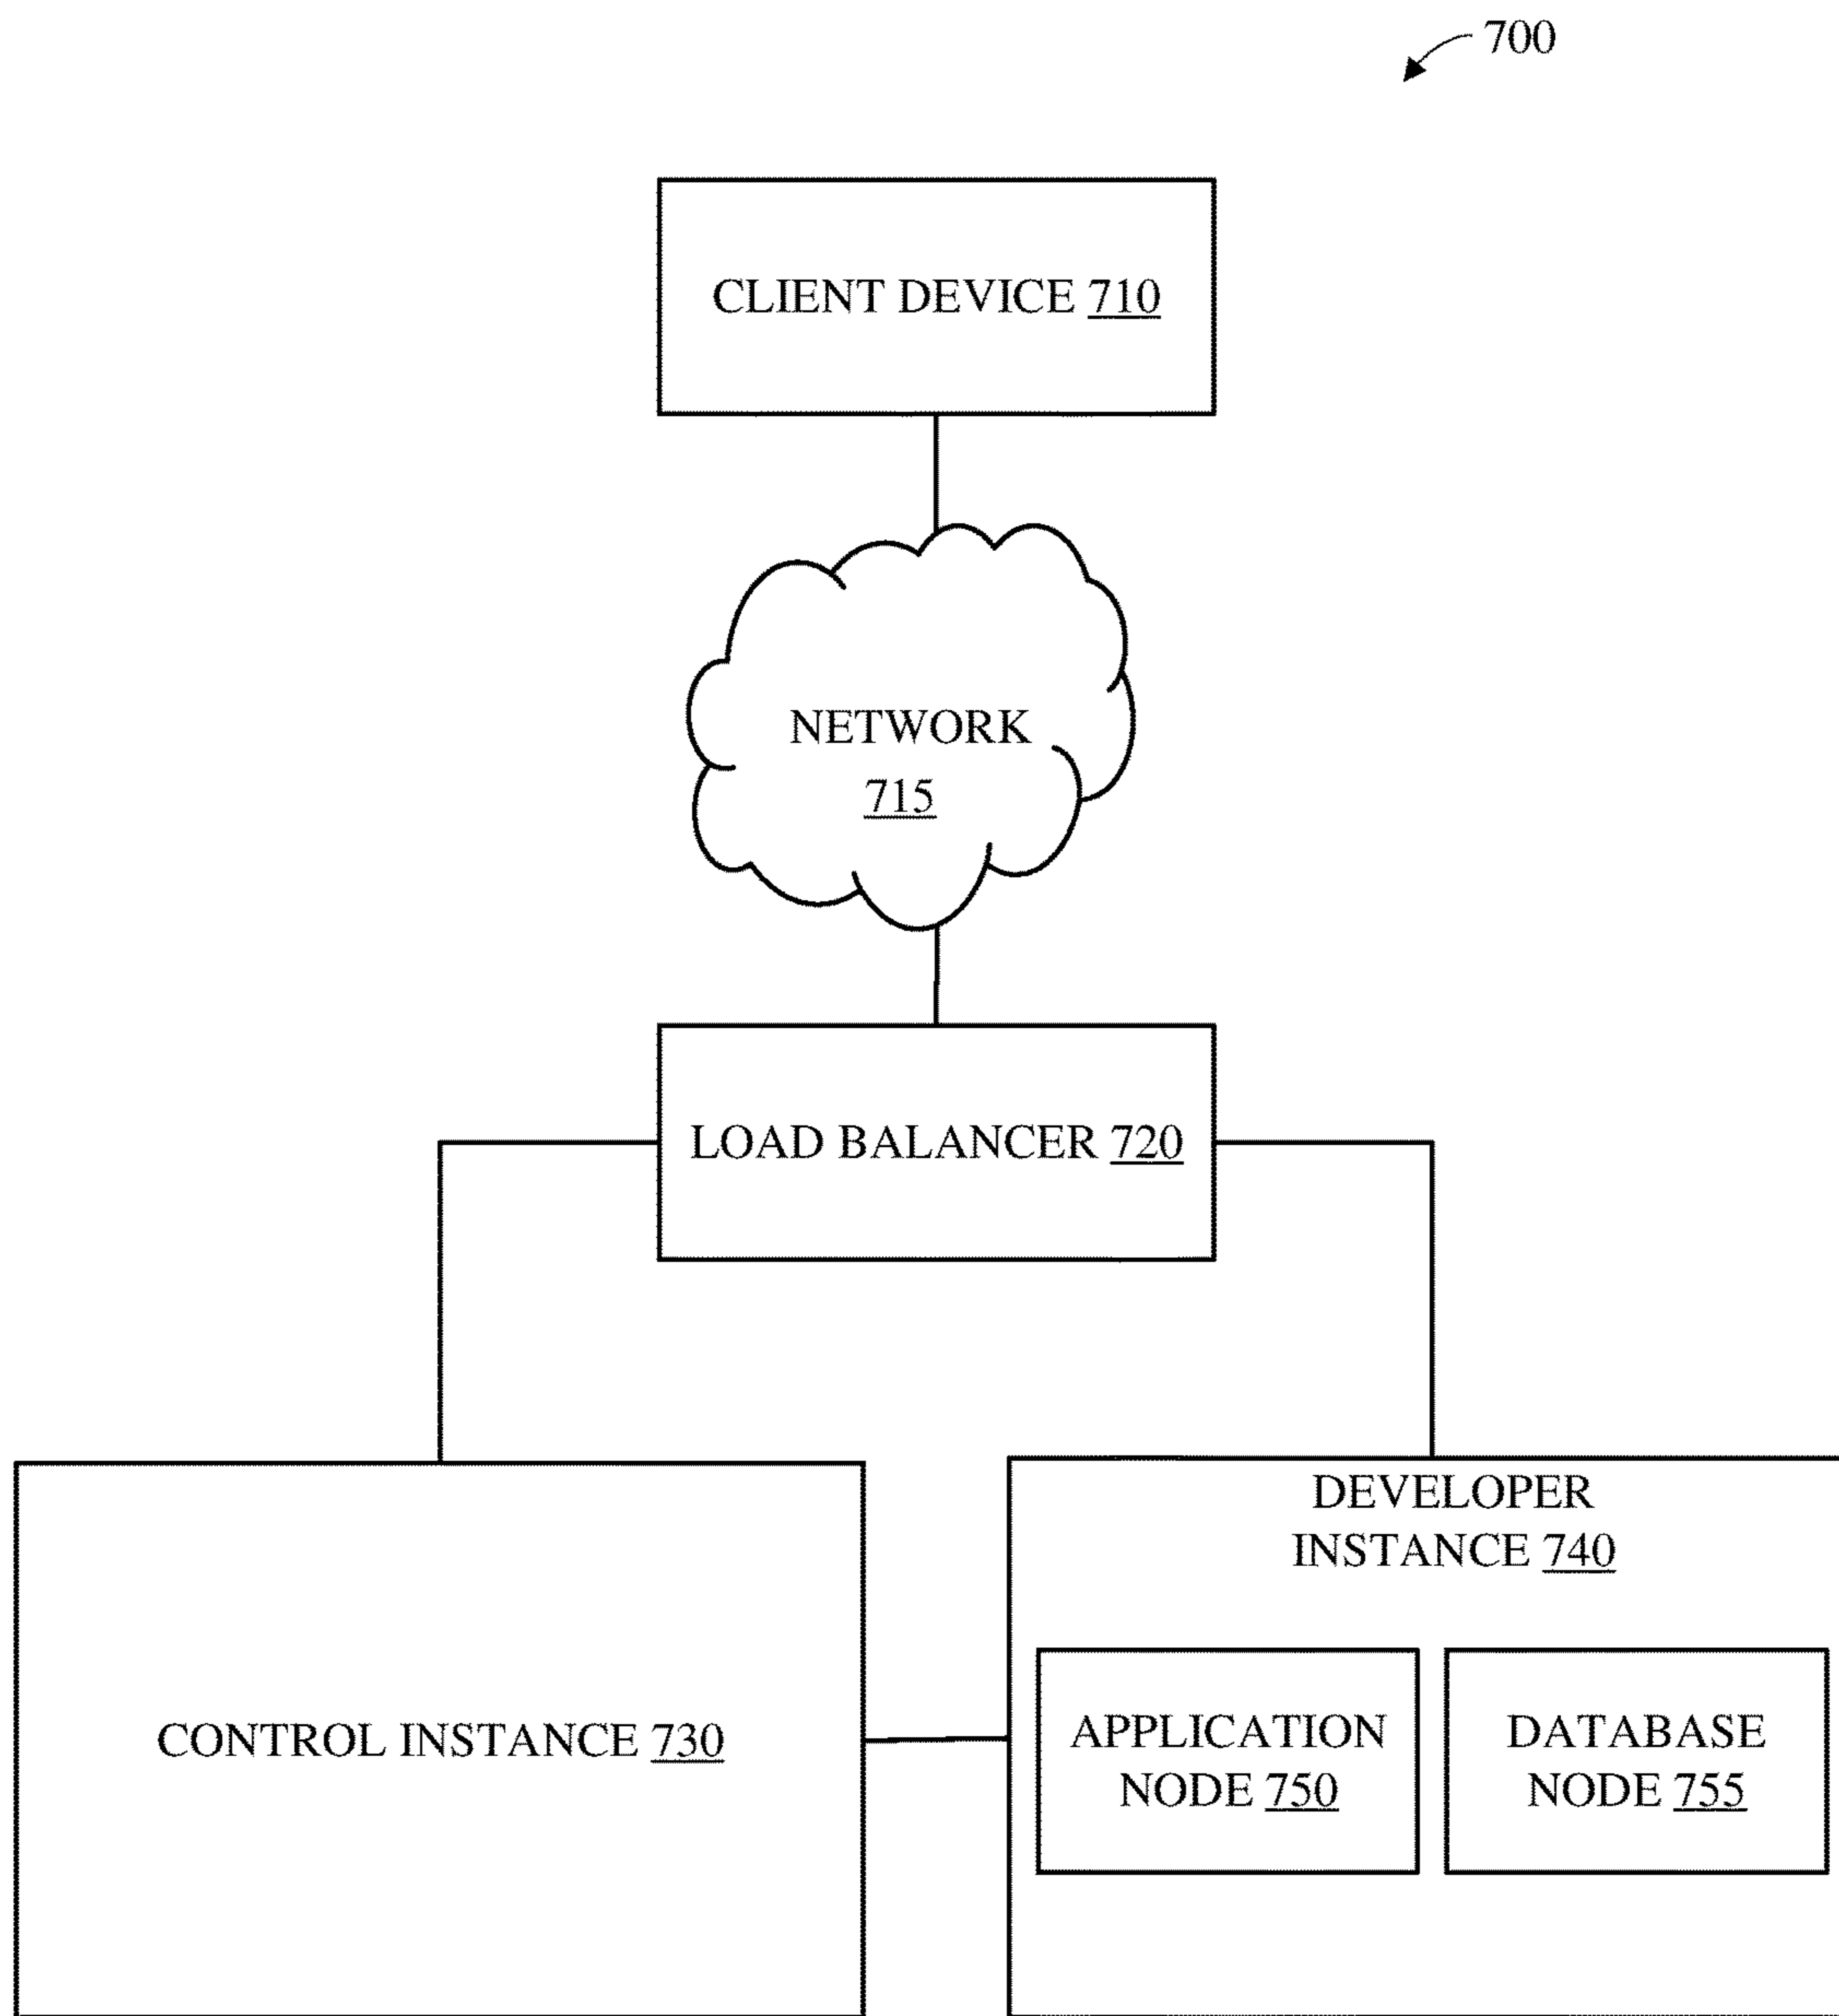 700
CLIENT DEVICE 710
NETWORK
715
LOAD BALANCER 720
CONTROL INSTANCE 730
DEVELOPER
INSTANCE 740
APPLICATION
NODE 750
DATABASE
NODE 755